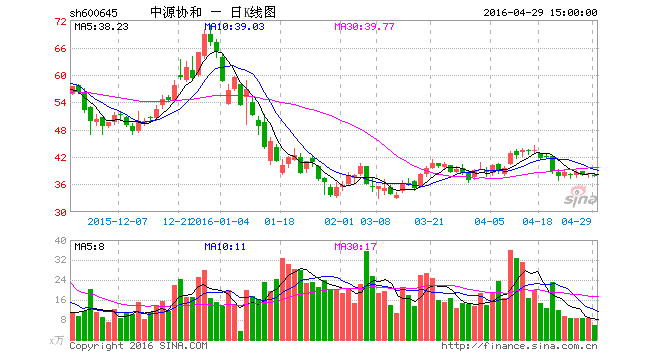 sh600645 中源协和 — 日K线图 2016-04-29 15:00:00
MA5:38.23 MA10:39.03 MA30:39.77
72
66
60
54
48
42
36
30
2015-12-07 12-21 2016-01-04 01-18 02-01 03-08 03-21 04-05 04-18 04-29
sina
MA5:8 MA10:11 MA30:17
40
32
24
16
8
x万
Copyright 2016 SINA.COM http://finance.sina.com.cn